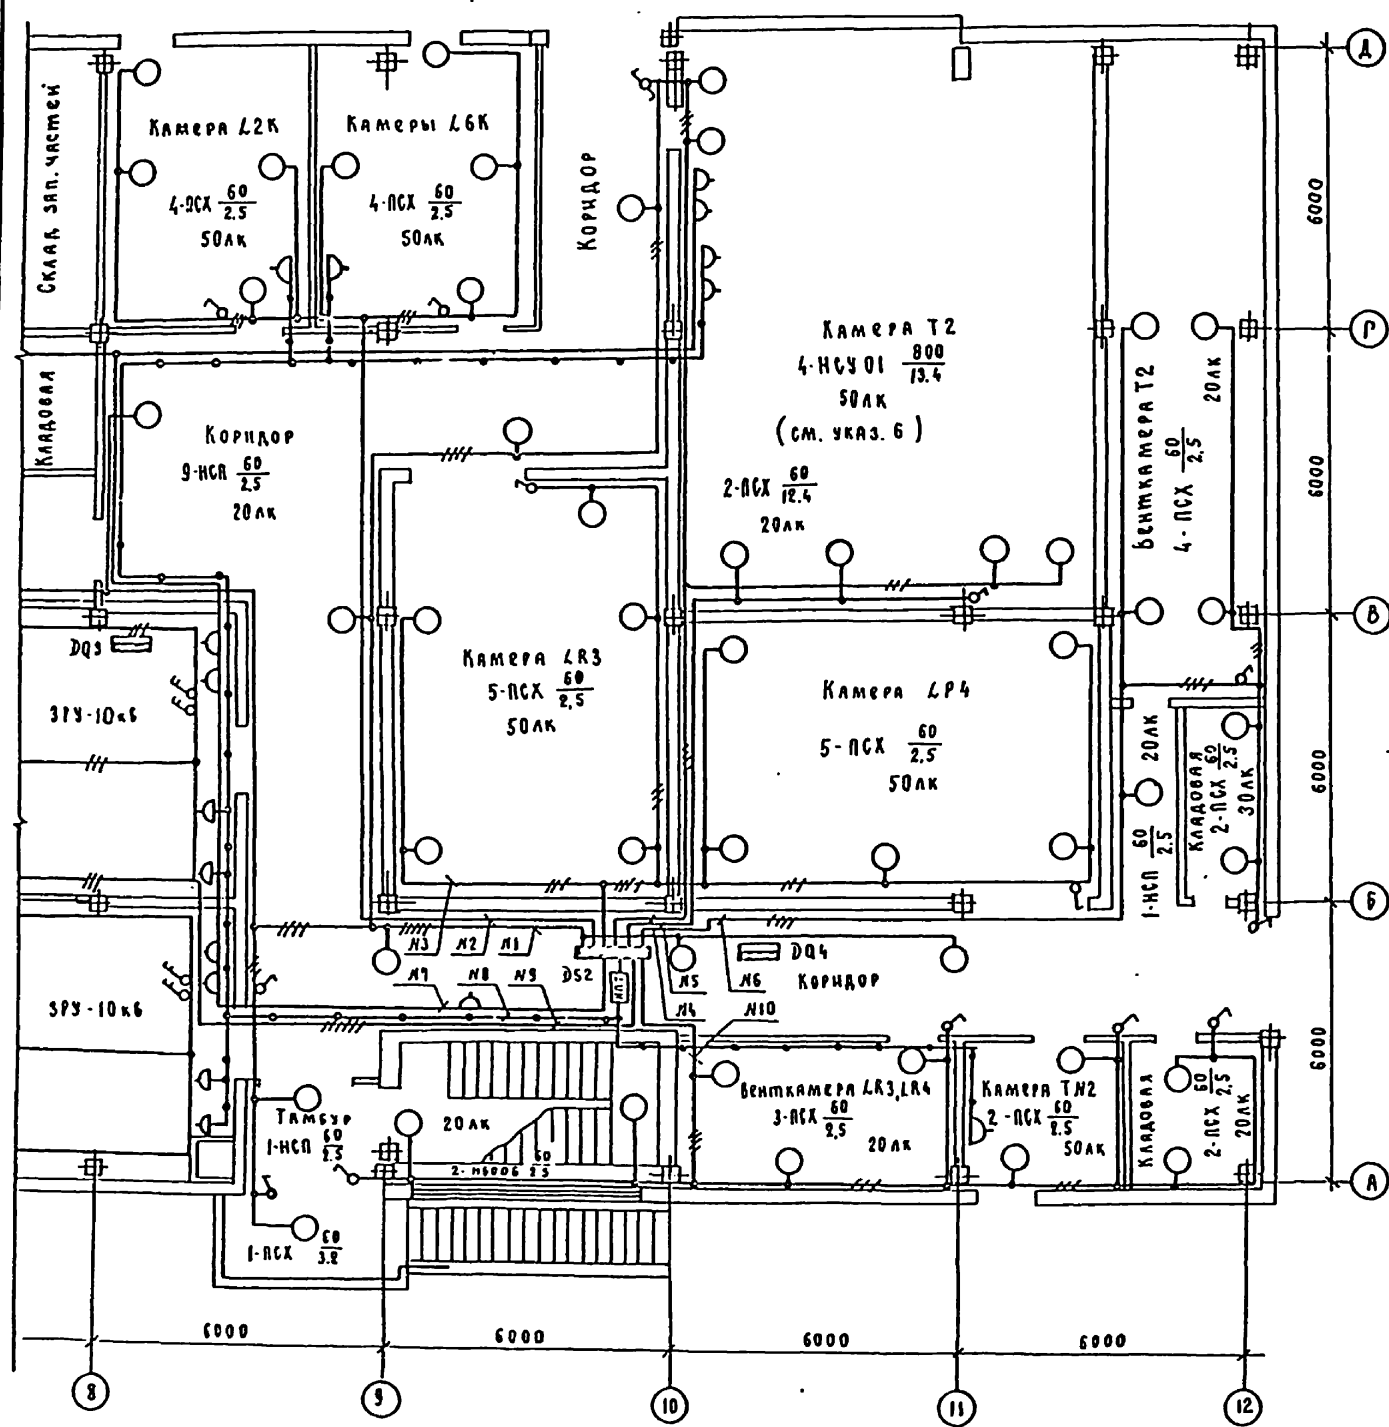 СКЛАД ЗАП. ЧАСТЕЙ
КАМЕРА L2K
4-ПСХ 60/2.5
50ЛК
КАМЕРЫ L6K
4-ПСХ 60/2.5
50ЛК
КОРИДОР
КАМЕРА Т2
4-НСУ01 800/13.4
50ЛК
(СМ. УКАЗ. 6)
2-ПСХ 60/12.4
20ЛК
ВЕНТКАМЕРА Т2
4-ПСХ 60/2.5
20ЛК
КЛАДОВАЯ
КОРИДОР
9-НСП 60/2.5
20ЛК
DQ3
ЗРУ-10кв
КАМЕРА LR3
5-ПСХ 60/2,5
50ЛК
КАМЕРА LP4
5-ПСХ 60/2,5
50ЛК
20ЛК
1-НСП 60/2.5
КЛАДОВАЯ
2-ПСХ 60/2.5
30ЛК
N3
N2
N1
N7
N8
N9
DS2
N5
N4
N6
N10
DQ4
КОРИДОР
ЗРУ-10кв
ТАМБУР
1-НСП 60/2.5
20ЛК
1-ПСХ 60/3.2
ВЕНТКАМЕРА LR3,LR4
3-ПСХ 60/2,5
20ЛК
КАМЕРА TN2
2-ПСХ 60/2.5
50ЛК
КЛАДОВАЯ
2-ПСХ 60/2,5
20ЛК
6000
6000
6000
6000
6000
6000
6000
6000
Д
Г
В
Б
А
8
9
10
11
12